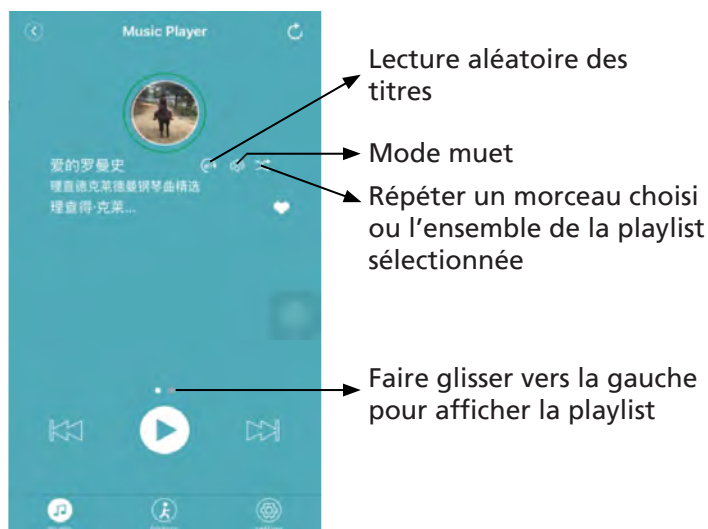 Music Player
Lecture aléatoire des
titres
Mode muet
Répéter un morceau choisi
ou l'ensemble de la playlist
sélectionnée
爱的罗曼史
理查德克莱德曼钢琴曲精选
理查得·克莱...
Faire glisser vers la gauche
pour afficher la playlist